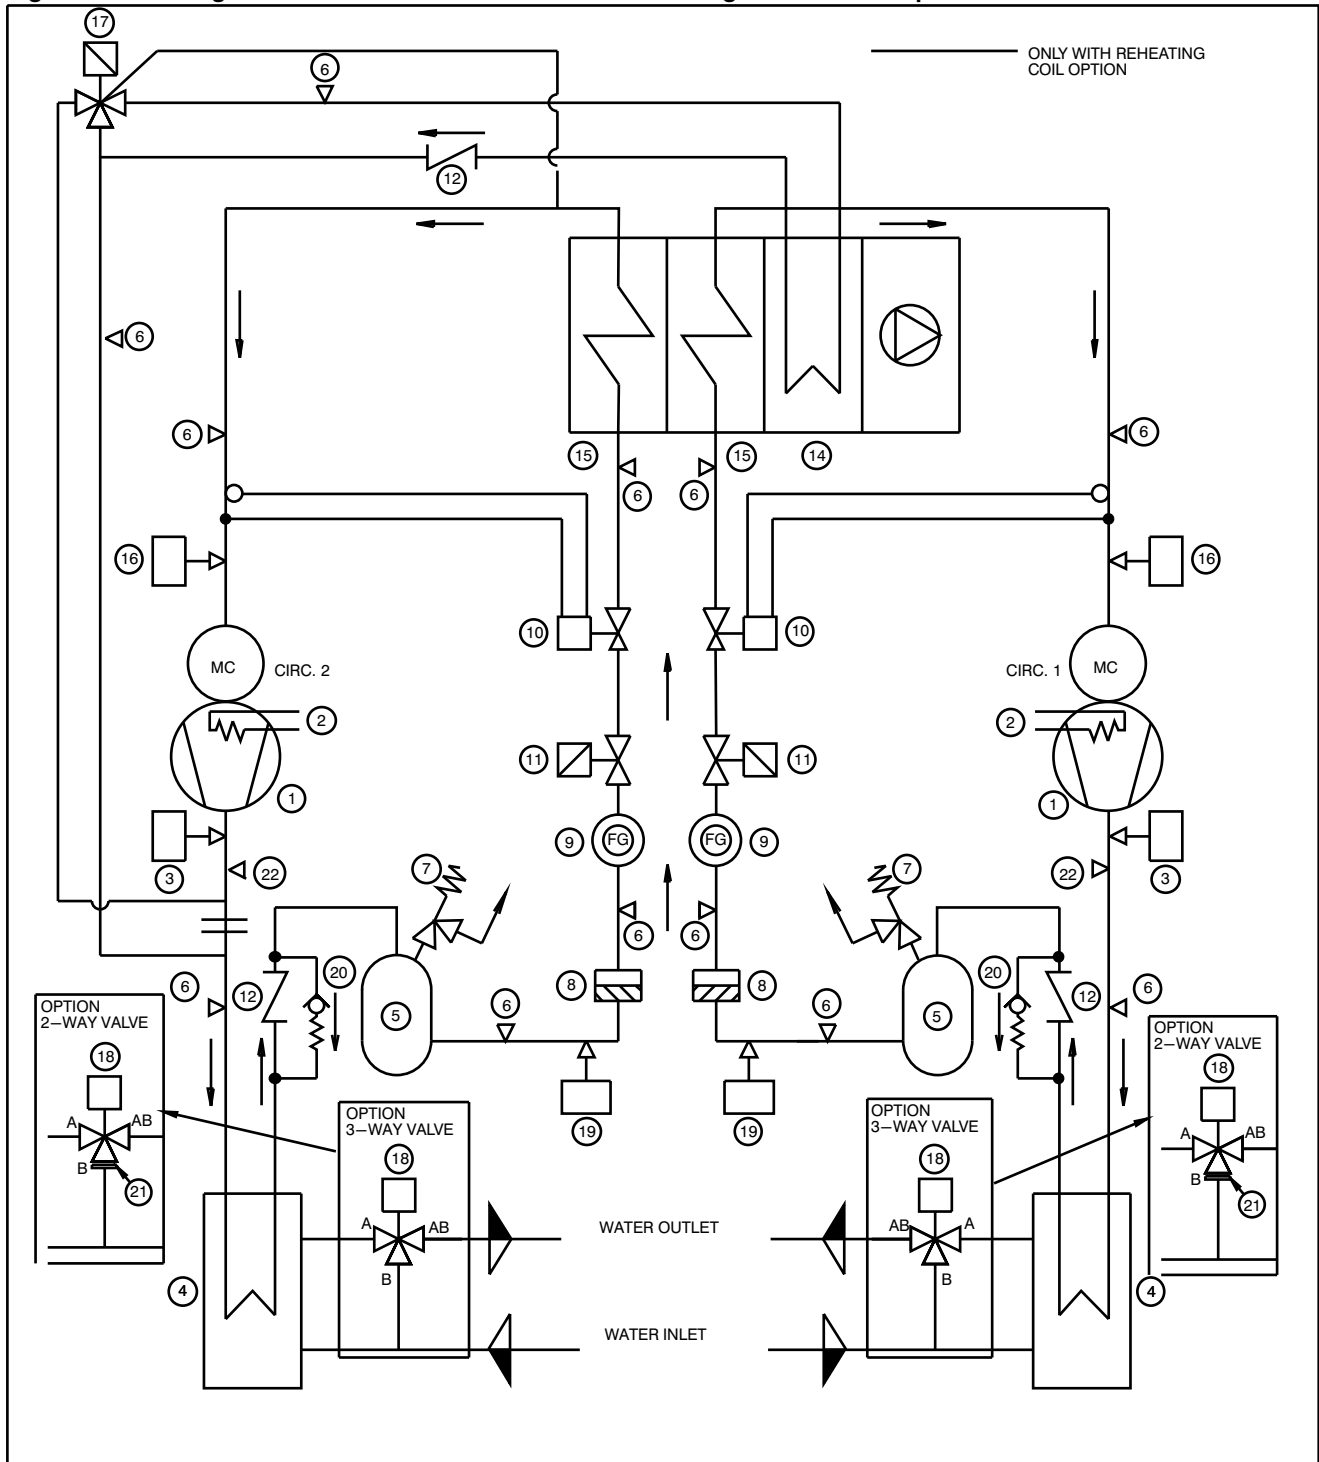 17
6
ONLY WITH REHEATING
COIL OPTION
12
6
6
6
15
15
14
6
6
16
16
10
10
MC
CIRC. 2
CIRC. 1
MC
2
2
11
11
1
1
9
FG
FG
9
3
22
7
7
22
3
6
6
6
12
20
8
8
20
12
6
OPTION
2–WAY VALVE
5
6
6
5
OPTION
2–WAY VALVE
18
18
A
AB
B
21
19
19
A
AB
B
21
OPTION
3–WAY VALVE
OPTION
3–WAY VALVE
18
18
A
AB
B
WATER OUTLET
AB
A
B
4
4
WATER INLET